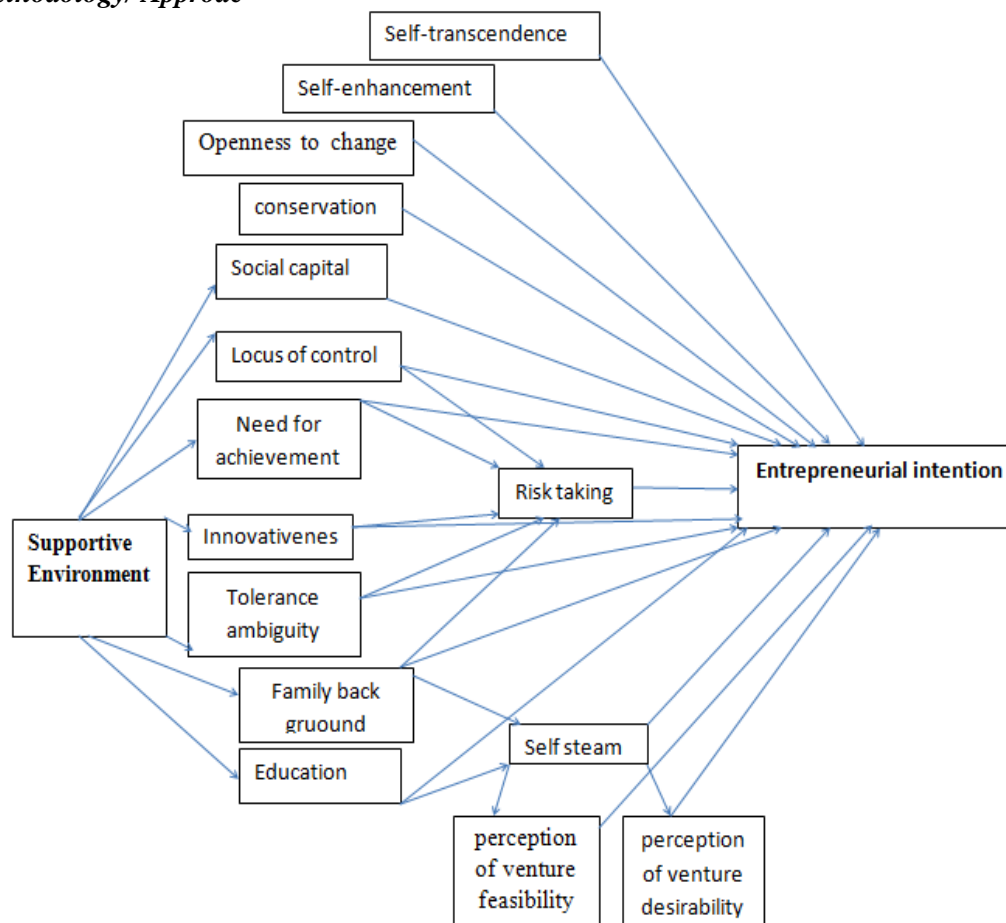 Self-transcendence
Self-enhancement
Openness to change
conservation
Social capital
Locus of control
Need for
achievement
Entrepreneurial intention
Risk taking
Innovativenes
Supportive
Environment
Tolerance
ambiguity
Family back
gruound
Self steam
Education
perception
of venture
feasibility
perception
of venture
desirability